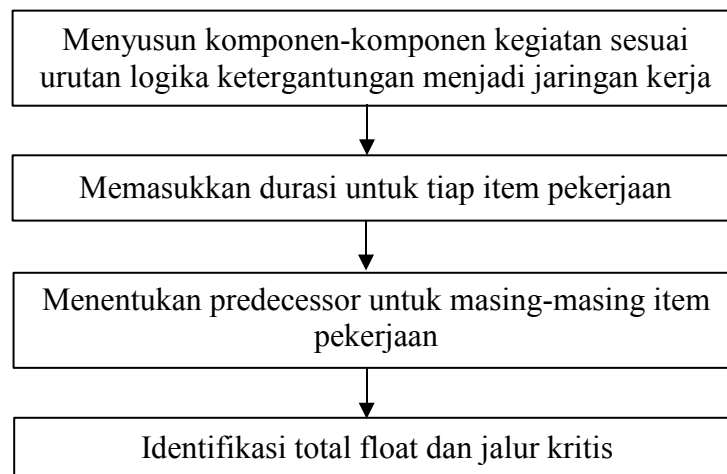 Menyusun komponen-komponen kegiatan sesuai
urutan logika ketergantungan menjadi jaringan kerja
Memasukkan durasi untuk tiap item pekerjaan
Menentukan predecessor untuk masing-masing item
pekerjaan
Identifikasi total float dan jalur kritis